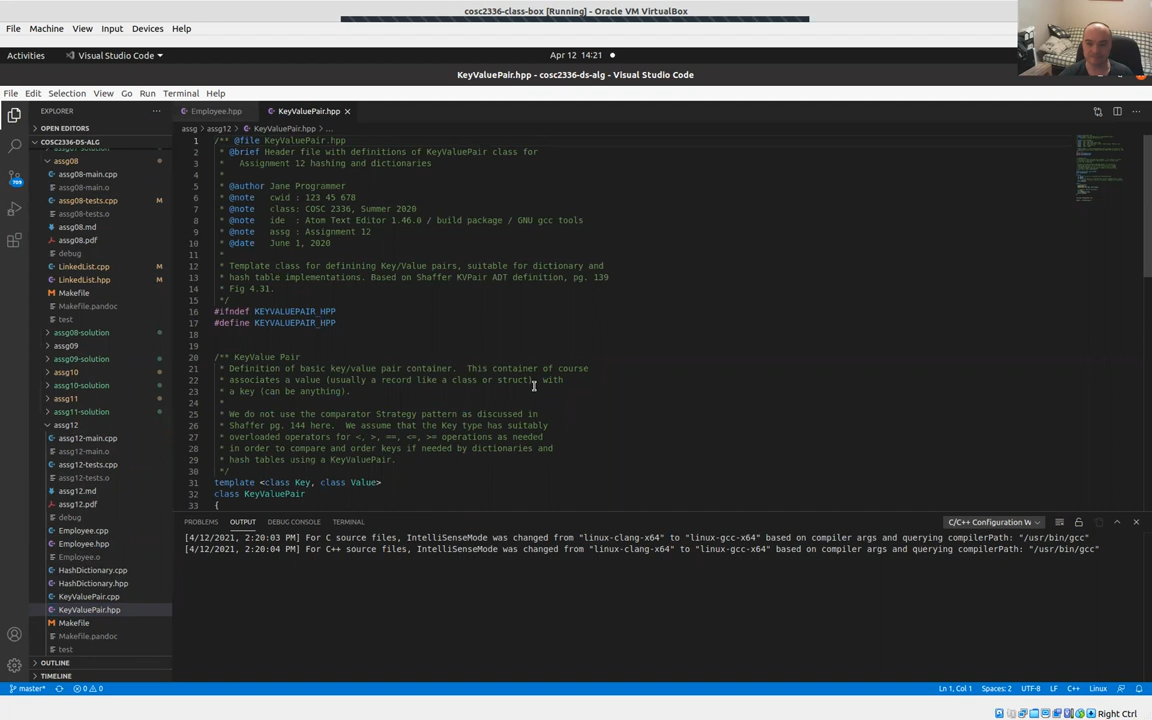 cosc2336-class-box [Running] - Oracle VM VirtualBox
File Machine View Input Devices Help
Activities Visual Studio Code Apr 12 14:21
KeyValuePair.hpp - cosc2336-ds-alg - Visual Studio Code
File Edit Selection View Go Run Terminal Help
EXPLORER
OPEN EDITORS
COSC2336-DS-ALG
assg07-solution
assg08
assg08-main.cpp
assg08-main.o
assg08-tests.cpp M
assg08-tests.o
assg08.md
assg08.pdf
debug
LinkedList.cpp M
LinkedList.hpp M
Makefile
Makefile.pandoc
test
assg08-solution
assg09
assg09-solution
assg10
assg10-solution
assg11
assg11-solution
assg12
assg12-main.cpp
assg12-main.o
assg12-tests.cpp
assg12-tests.o
assg12.md
assg12.pdf
debug
Employee.cpp
Employee.hpp
Employee.o
HashDictionary.cpp
HashDictionary.hpp
KeyValuePair.cpp
KeyValuePair.hpp
Makefile
Makefile.pandoc
test
OUTLINE
TIMELINE
709
Employee.hpp KeyValuePair.hpp
assg > assg12 > KeyValuePair.hpp > ...
1 /** @file KeyValuePair.hpp
2 * @brief Header file with definitions of KeyValuePair class for
3 * Assignment 12 hashing and dictionaries
4 *
5 * @author Jane Programmer
6 * @note cwid : 123 45 678
7 * @note class: COSC 2336, Summer 2020
8 * @note ide : Atom Text Editor 1.46.0 / build package / GNU gcc tools
9 * @note assg : Assignment 12
10 * @date June 1, 2020
11 *
12 * Template class for definining Key/Value pairs, suitable for dictionary and
13 * hash table implementations. Based on Shaffer KVPair ADT definition, pg. 139
14 * Fig 4.31.
15 */
16 #ifndef KEYVALUEPAIR_HPP
17 #define KEYVALUEPAIR_HPP
18
19
20 /** KeyValue Pair
21 * Definition of basic key/value pair container. This container of course
22 * associates a value (usually a record like a class or struct), with
23 * a key (can be anything).
24 *
25 * We do not use the comparator Strategy pattern as discussed in
26 * Shaffer pg. 144 here. We assume that the Key type has suitably
27 * overloaded operators for <, >, ==, <=, >= operations as needed
28 * in order to compare and order keys if needed by dictionaries and
29 * hash tables using a KeyValuePair.
30 */
31 template <class Key, class Value>
32 class KeyValuePair
33 {
PROBLEMS OUTPUT DEBUG CONSOLE TERMINAL C/C++ Configuration W
[4/12/2021, 2:20:03 PM] For C source files, IntelliSenseMode was changed from "linux-clang-x64" to "linux-gcc-x64" based on compiler args and querying compilerPath: "/usr/bin/gcc"
[4/12/2021, 2:20:04 PM] For C++ source files, IntelliSenseMode was changed from "linux-clang-x64" to "linux-gcc-x64" based on compiler args and querying compilerPath: "/usr/bin/gcc"
master* 0 0 Ln 1, Col 1 Spaces: 2 UTF-8 LF C++ Linux
Right Ctrl